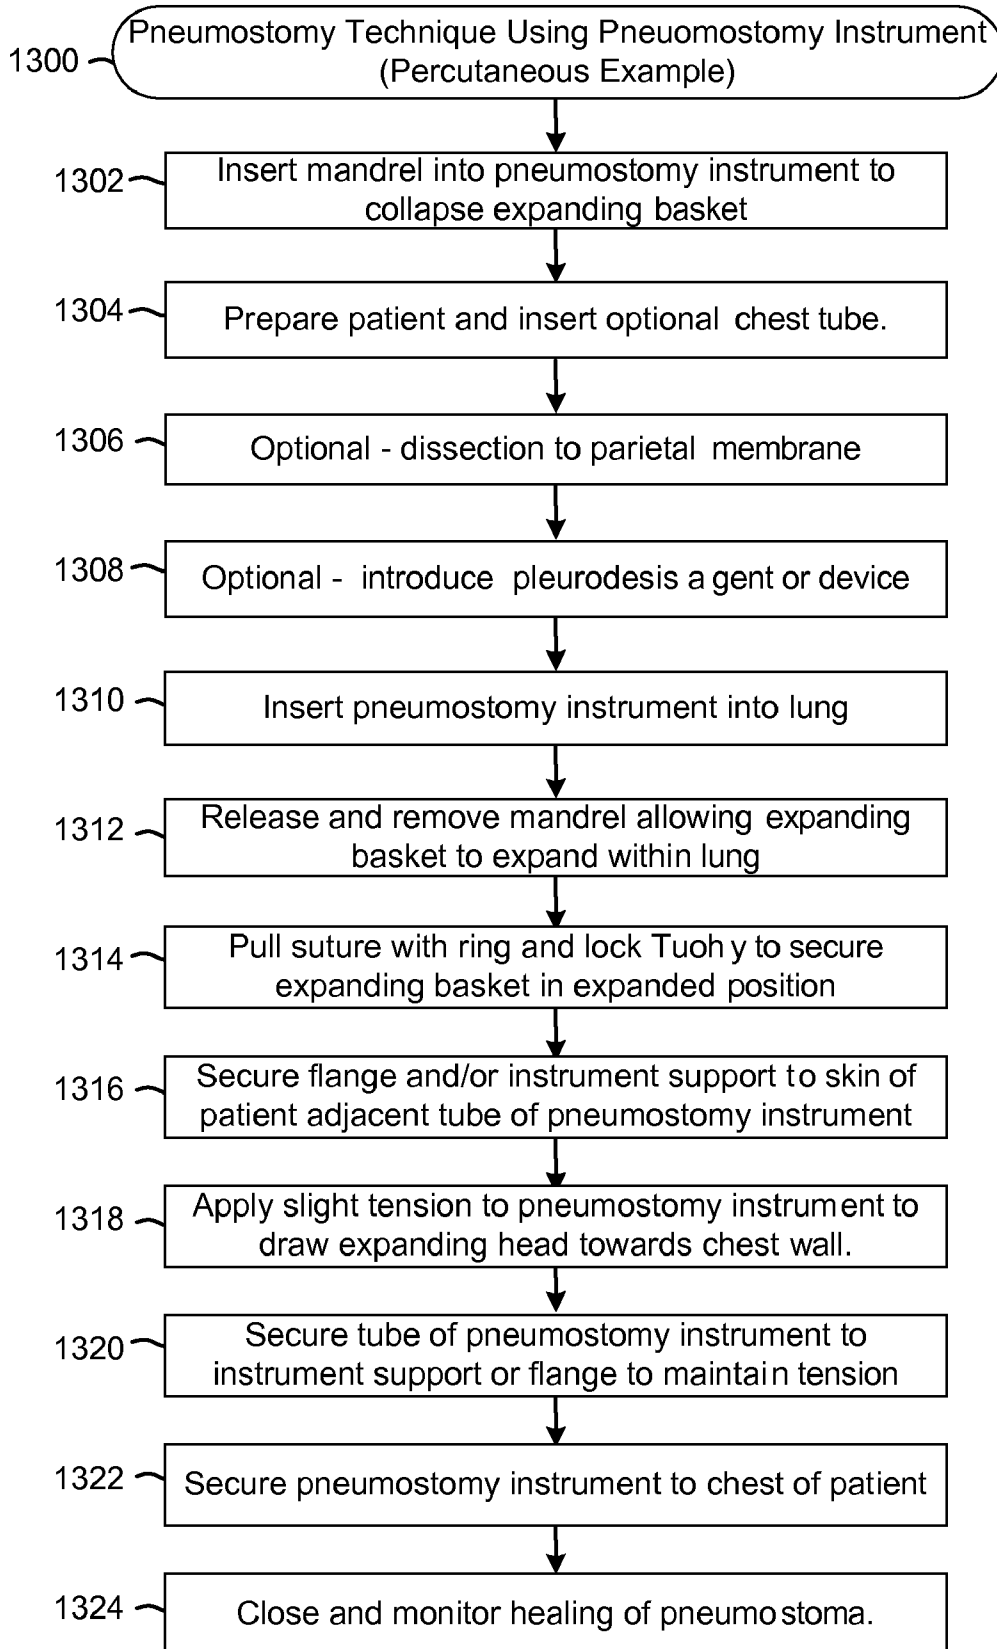 Pneumostomy Technique Using Pneuomostomy Instrument
1300
(Percutaneous Example)
1302
Insert mandrel into pneumostomy instrument to
collapse expanding basket
1304
Prepare patient and insert optional chest tube.
1306
Optional - dissection to parietal membrane
1308
Optional - introduce pleurodesis agent or device
1310
Insert pneumostomy instrument into lung
1312
Release and remove mandrel allowing expanding
basket to expand within lung
1314
Pull suture with ring and lock Tuohy to secure
expanding basket in expanded position
1316
Secure flange and/or instrument support to skin of
patient adjacent tube of pneumostomy instrument
1318
Apply slight tension to pneumostomy instrument to
draw expanding head towards chest wall.
1320
Secure tube of pneumostomy instrument to
instrument support or flange to maintain tension
1322
Secure pneumostomy instrument to chest of patient
1324
Close and monitor healing of pneumostoma.